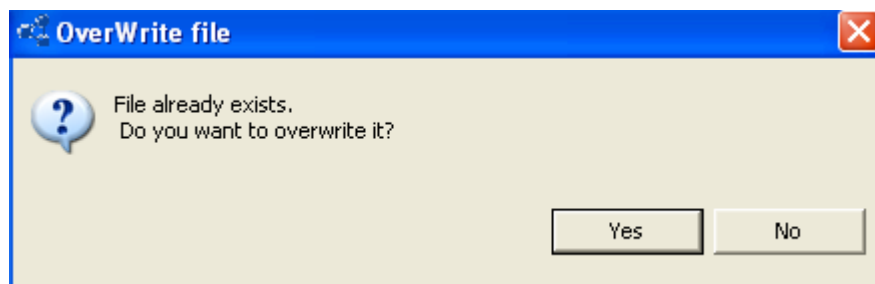 OverWrite file
File already exists.
Do you want to overwrite it?
Yes No